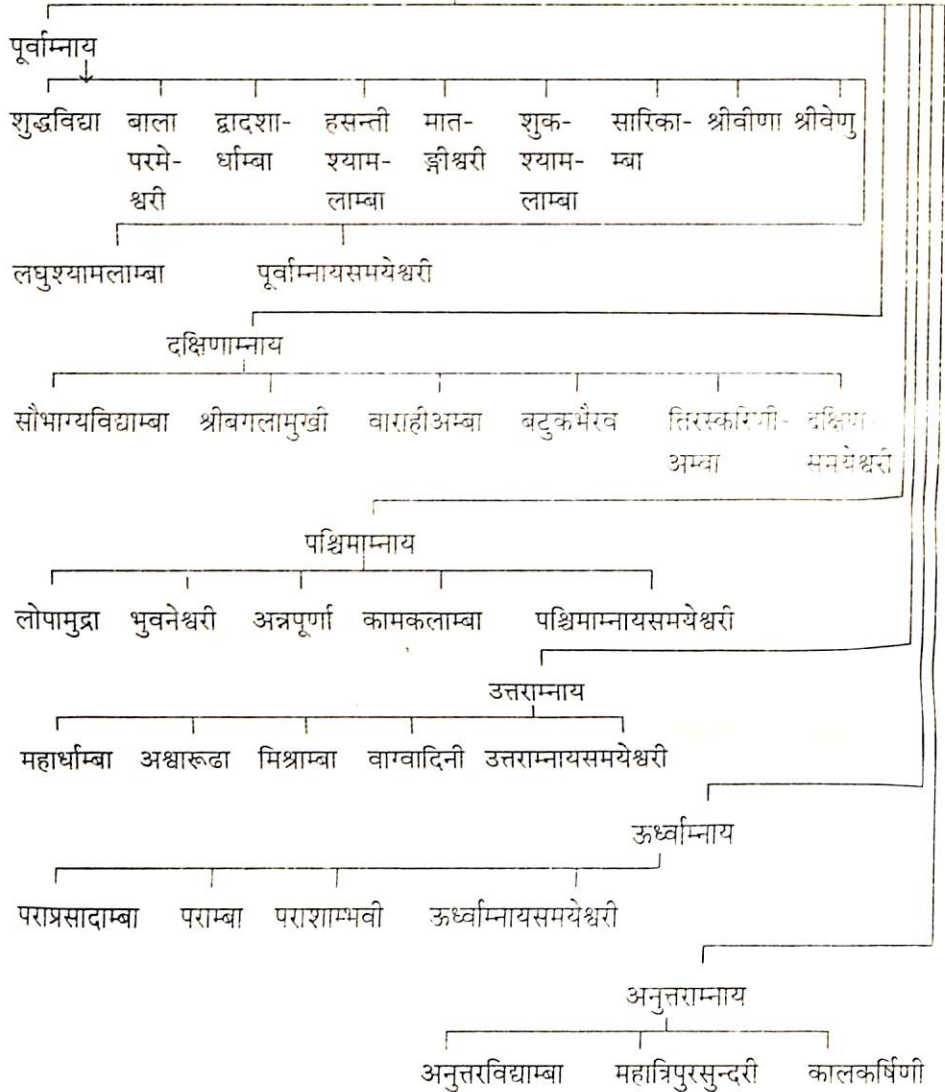 पूर्वाम्नाय
शुद्धविद्या बाला द्वादशा- हसन्ती मात- शुक- सारिका- श्रीवीणा श्रीवेणु
परमे- र्धाम्बा श्याम- ङ्गीश्वरी श्याम- म्बा
श्वरी लाम्बा लाम्बा
लघुश्यामलाम्बा पूर्वाम्नायसमयेश्वरी
दक्षिणाम्नाय
सौभाग्यविद्याम्बा श्रीबगलामुखी वाराहीअम्बा बटुकभैरव तिरस्करिणी- दक्षिण-
अम्बा समयेश्वरी
पश्चिमाम्नाय
लोपामुद्रा भुवनेश्वरी अन्नपूर्णा कामकलाम्बा पश्चिमाम्नायसमयेश्वरी
उत्तराम्नाय
महार्धाम्बा अश्वारूढा मिश्राम्बा वाग्वादिनी उत्तराम्नायसमयेश्वरी
ऊर्ध्वाम्नाय
पराप्रसादाम्बा पराम्बा पराशाम्भवी ऊर्ध्वाम्नायसमयेश्वरी
अनुत्तराम्नाय
अनुत्तरविद्याम्बा महात्रिपुरसुन्दरी कालकर्षिणी